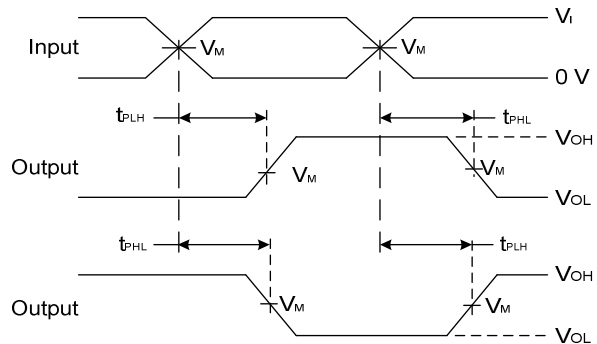 VI
Input VM VM
0 V
tPLH tPHL
VOH
Output VM VM
VOL
tPHL tPLH
VOH
Output VM VM
VOL